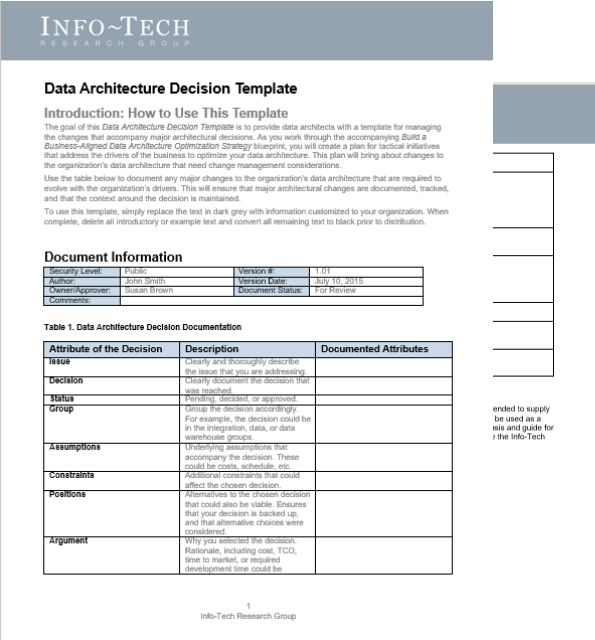 INFO~TECH
RESEARCH GROUP
Data Architecture Decision Template
Introduction: How to Use This Template
The goal of this Data Architecture Decision Template is to provide data architects with a template for managing
the changes that accompany major architectural decisions. As you work through the accompanying Build a
Business-Aligned Data Architecture Optimization Strategy blueprint, you will create a plan for tactical initiatives
that address the drivers of the business to optimize your data architecture. This plan will bring about changes to
the organization's data architecture that need change management considerations.
Use the table below to document any major changes to the organization's data architecture that are required to
evolve with the organization's drivers. This will ensure that major architectural changes are documented, tracked,
and that the context around the decision is maintained.
To use this template, simply replace the text in dark grey with information customized to your organization. When
complete, delete all introductory or example text and convert all remaining text to black prior to distribution.
Document Information
Security Level: Public Version #: 1.01
Author: John Smith Version Date: July 10, 2015
Owner/Approver: Susan Brown Document Status: For Review
Comments:
Table 1. Data Architecture Decision Documentation
Attribute of the Decision Description Documented Attributes
Issue Clearly and thoroughly describe
the issue that you are addressing.
Decision Clearly document the decision that
was reached.
Status Pending, decided, or approved.
Group Group the decision accordingly.
For example, the decision could be
in the integration, data, or data
warehouse groups.
Assumptions Underlying assumptions that
accompany the decision. These
could be costs, schedule, etc.
Constraints Additional constraints that could
affect the chosen decision.
Positions Alternatives to the chosen decision
that could also be viable. Ensures
that your decision is backed up,
and that alternative choices were
considered.
Argument Why you selected the decision.
Rationale, including cost, TCO,
time to market, or required
development time could be
1
Info-Tech Research Group
ended to supply
be used as a
sis and guide for
the Info-Tech